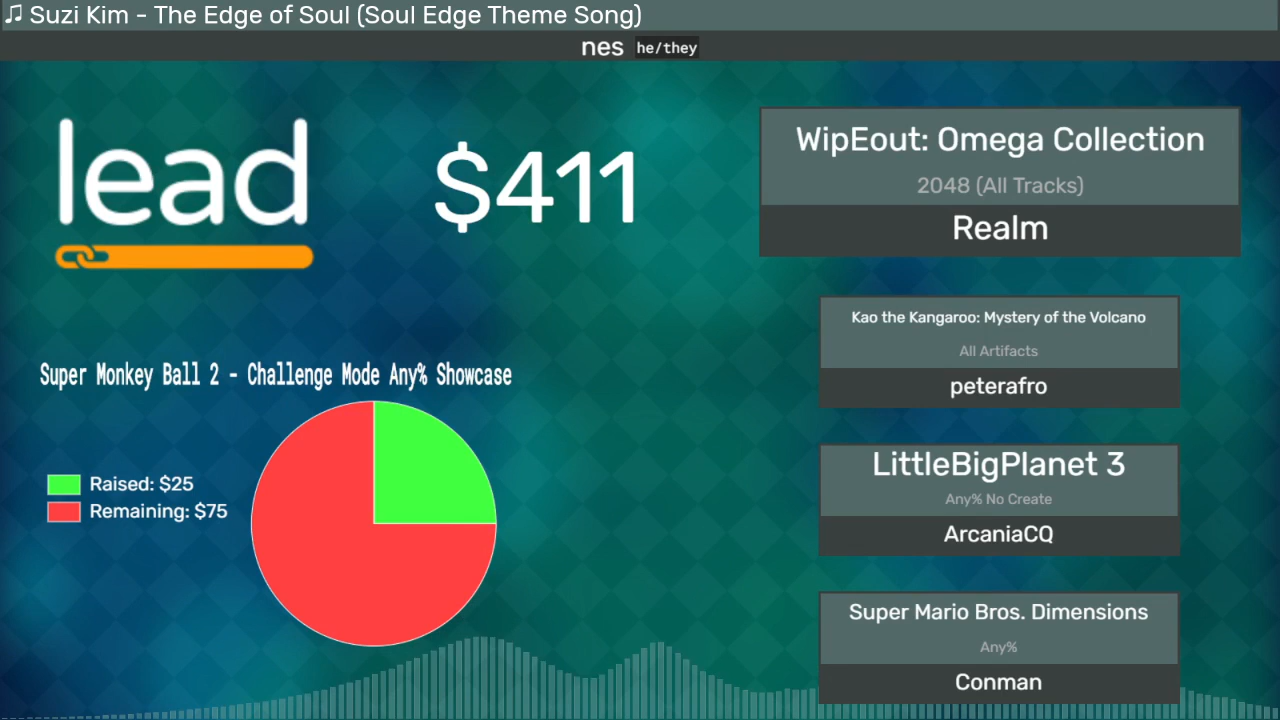 ♫ Suzi Kim - The Edge of Soul (Soul Edge Theme Song)
nes he/they
lead
$411
WipEout: Omega Collection
2048 (All Tracks)
Realm
Kao the Kangaroo: Mystery of the Volcano
All Artifacts
peterafro
Super Monkey Ball 2 - Challenge Mode Any% Showcase
Raised: $25
Remaining: $75
LittleBigPlanet 3
Any% No Create
ArcaniaCQ
Super Mario Bros. Dimensions
Any%
Conman